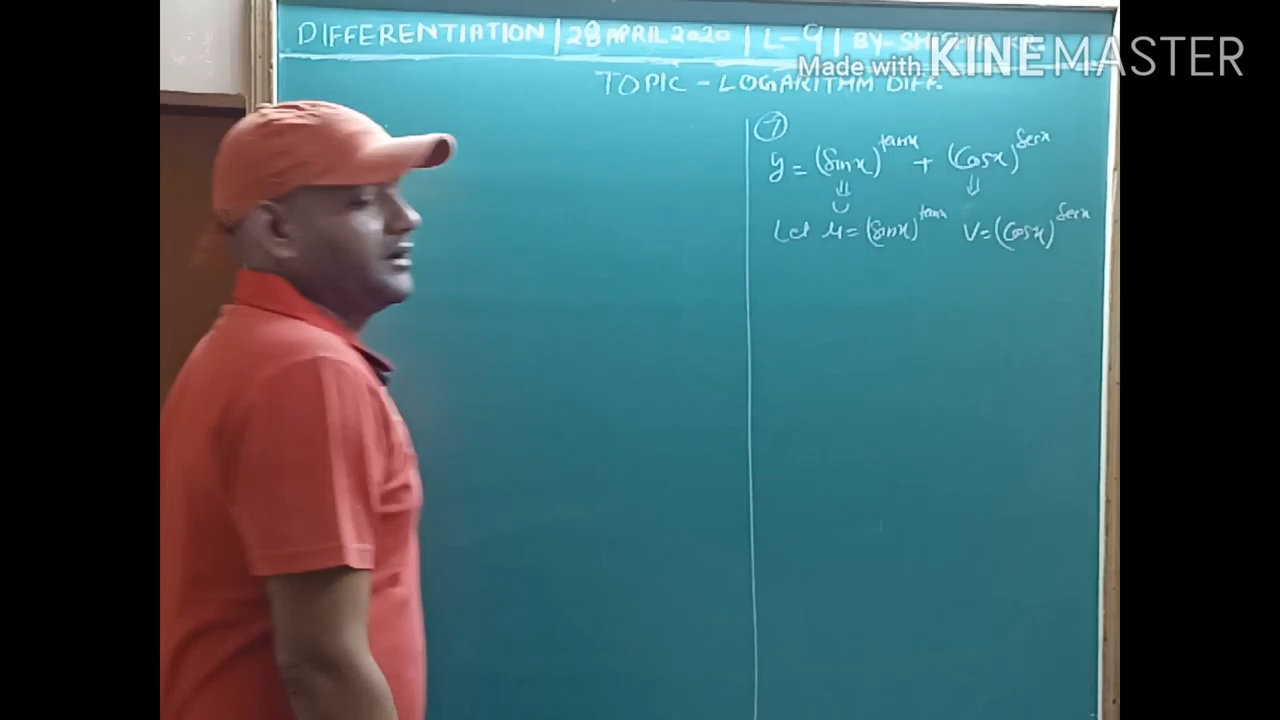 DIFFERENTIATION | 28 APRIL 2020 | L-9 | BY-
Made with KINEMASTER
TOPIC - LOGARITHM DIFF.
7
y = (Sinx)^tanx + (Cosx)^Secx
⇓ ⇓
U
Let u = (Sinx)^tanx V = (Cosx)^Secx